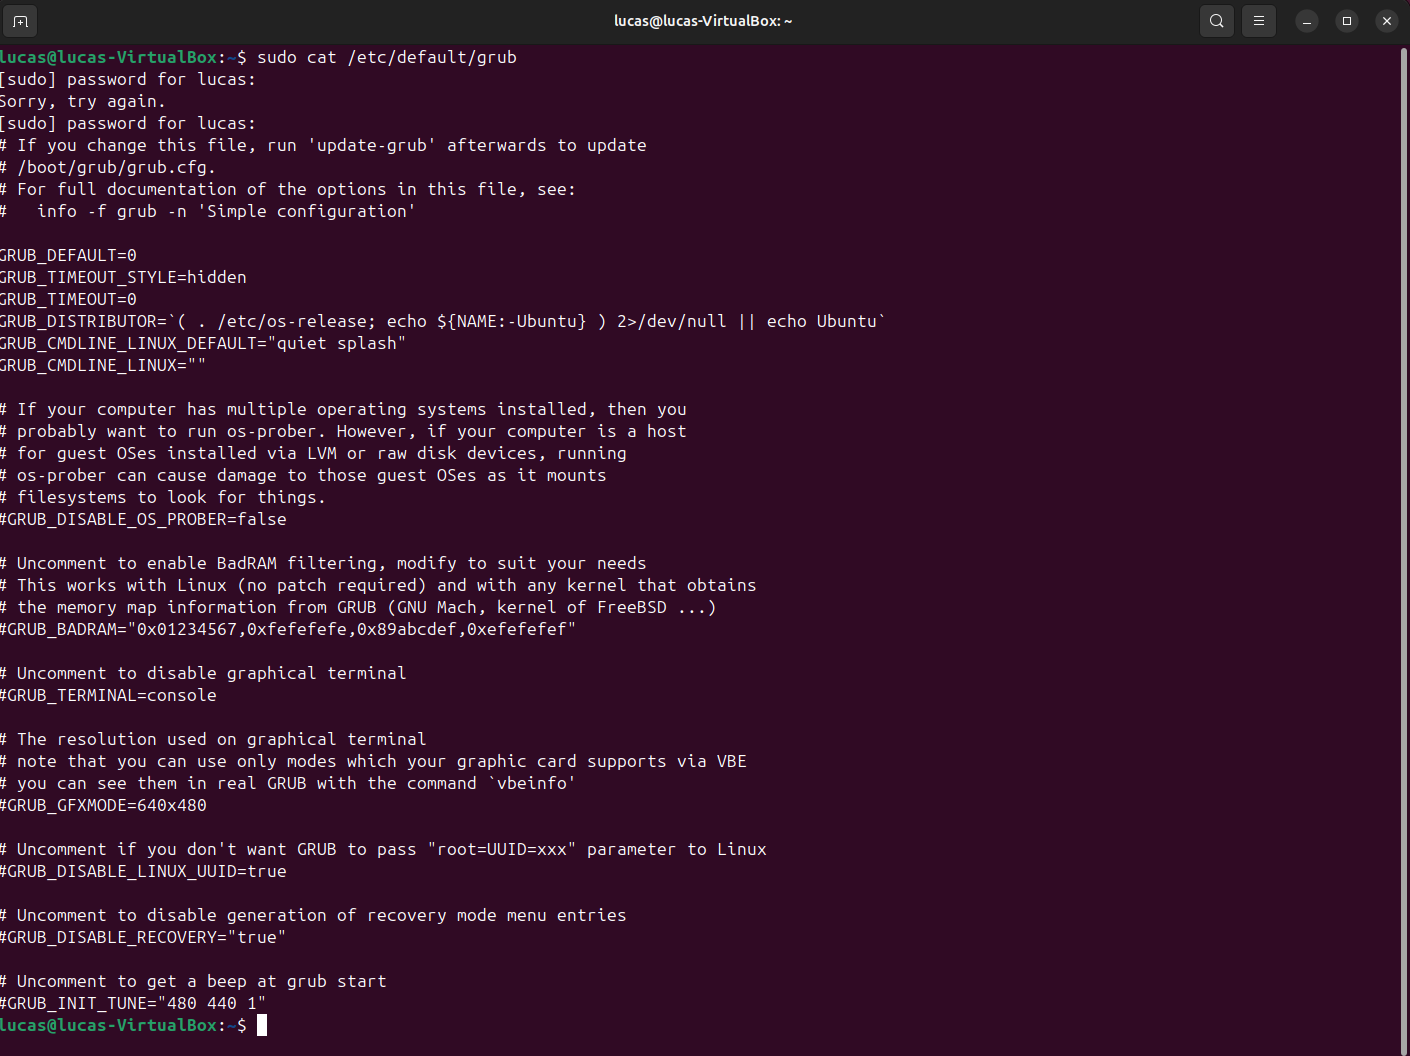 lucas@lucas-VirtualBox: ~
lucas@lucas-VirtualBox:~$ sudo cat /etc/default/grub
[sudo] password for lucas:
Sorry, try again.
[sudo] password for lucas:
# If you change this file, run 'update-grub' afterwards to update
# /boot/grub/grub.cfg.
# For full documentation of the options in this file, see:
#   info -f grub -n 'Simple configuration'

GRUB_DEFAULT=0
GRUB_TIMEOUT_STYLE=hidden
GRUB_TIMEOUT=0
GRUB_DISTRIBUTOR=`( . /etc/os-release; echo ${NAME:-Ubuntu} ) 2>/dev/null || echo Ubuntu`
GRUB_CMDLINE_LINUX_DEFAULT="quiet splash"
GRUB_CMDLINE_LINUX=""

# If your computer has multiple operating systems installed, then you
# probably want to run os-prober. However, if your computer is a host
# for guest OSes installed via LVM or raw disk devices, running
# os-prober can cause damage to those guest OSes as it mounts
# filesystems to look for things.
#GRUB_DISABLE_OS_PROBER=false

# Uncomment to enable BadRAM filtering, modify to suit your needs
# This works with Linux (no patch required) and with any kernel that obtains
# the memory map information from GRUB (GNU Mach, kernel of FreeBSD ...)
#GRUB_BADRAM="0x01234567,0xfefefefe,0x89abcdef,0xefefefef"

# Uncomment to disable graphical terminal
#GRUB_TERMINAL=console

# The resolution used on graphical terminal
# note that you can use only modes which your graphic card supports via VBE
# you can see them in real GRUB with the command `vbeinfo'
#GRUB_GFXMODE=640x480

# Uncomment if you don't want GRUB to pass "root=UUID=xxx" parameter to Linux
#GRUB_DISABLE_LINUX_UUID=true

# Uncomment to disable generation of recovery mode menu entries
#GRUB_DISABLE_RECOVERY="true"

# Uncomment to get a beep at grub start
#GRUB_INIT_TUNE="480 440 1"
lucas@lucas-VirtualBox:~$